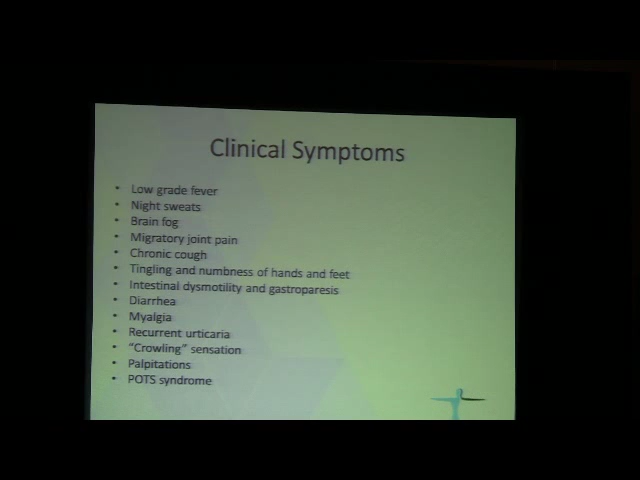 Clinical Symptoms
• Low grade fever
• Night sweats
• Brain fog
• Migratory joint pain
• Chronic cough
• Tingling and numbness of hands and feet
• Intestinal dysmotility and gastroparesis
• Diarrhea
• Myalgia
• Recurrent urticaria
• “Crowling” sensation
• Palpitations
• POTS syndrome